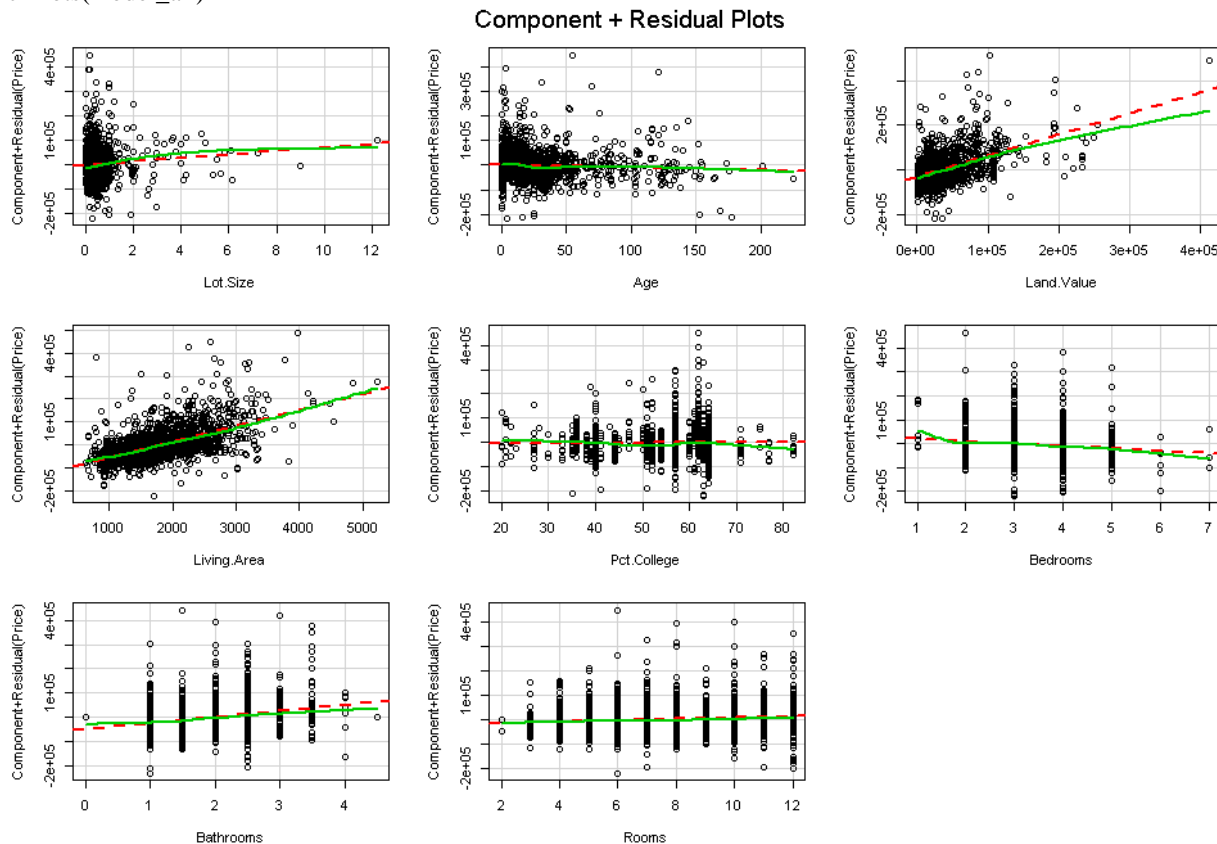 Component + Residual Plots
Component+Residual(Price)
-2e+05 1e+05 4e+05
0 2 4 6 8 10 12
Lot.Size
Component+Residual(Price)
-2e+05 1e+05 3e+05
0 50 100 150 200
Age
Component+Residual(Price)
-2e+05 2e+05
0e+00 1e+05 2e+05 3e+05 4e+05
Land.Value
Component+Residual(Price)
-2e+05 1e+05 4e+05
1000 2000 3000 4000 5000
Living.Area
Component+Residual(Price)
-2e+05 1e+05 4e+05
20 30 40 50 60 70 80
Pct.College
Component+Residual(Price)
-2e+05 1e+05 4e+05
1 2 3 4 5 6 7
Bedrooms
Component+Residual(Price)
-2e+05 1e+05 4e+05
0 1 2 3 4
Bathrooms
Component+Residual(Price)
-2e+05 1e+05 4e+05
2 4 6 8 10 12
Rooms